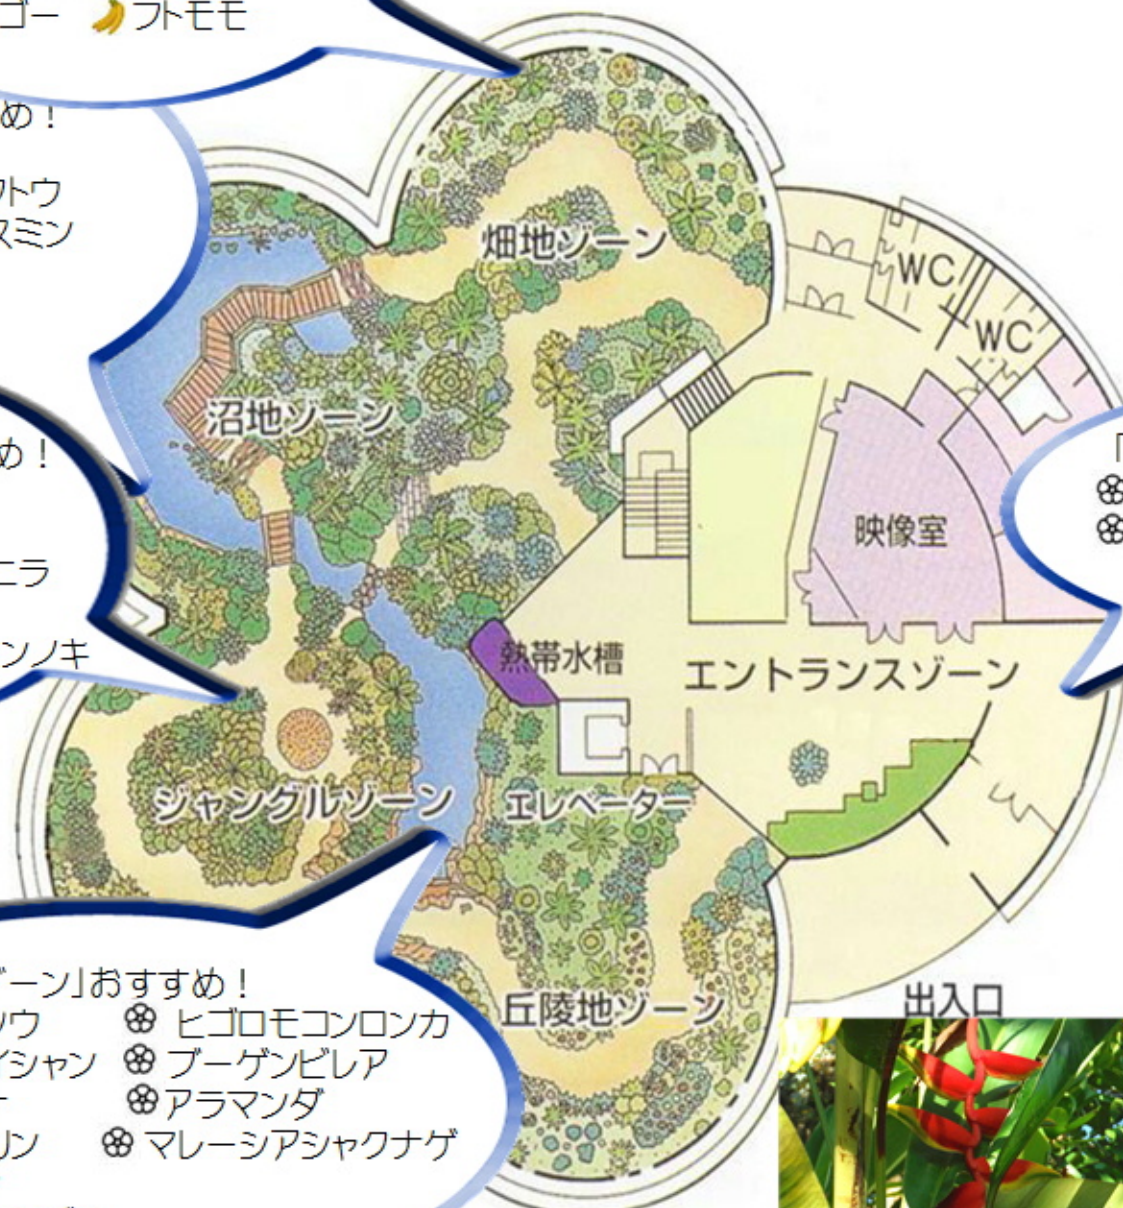 ゴー 🍌フトモモ
め！
クトウ
スミン
畑地ゾーン
WC
WC
沼地ゾーン
め！
ニラ
ンノキ
映像室
「
熱帯水槽
エントランスゾーン
ジャングルゾーン
エレベーター
丘陵地ゾーン
出入口
ゾーン」おすすめ！
ソウ ヒゴロモコンロンカ
イシャン ブーゲンビレア
アラマンダ
リン マレーシアシャクナゲ